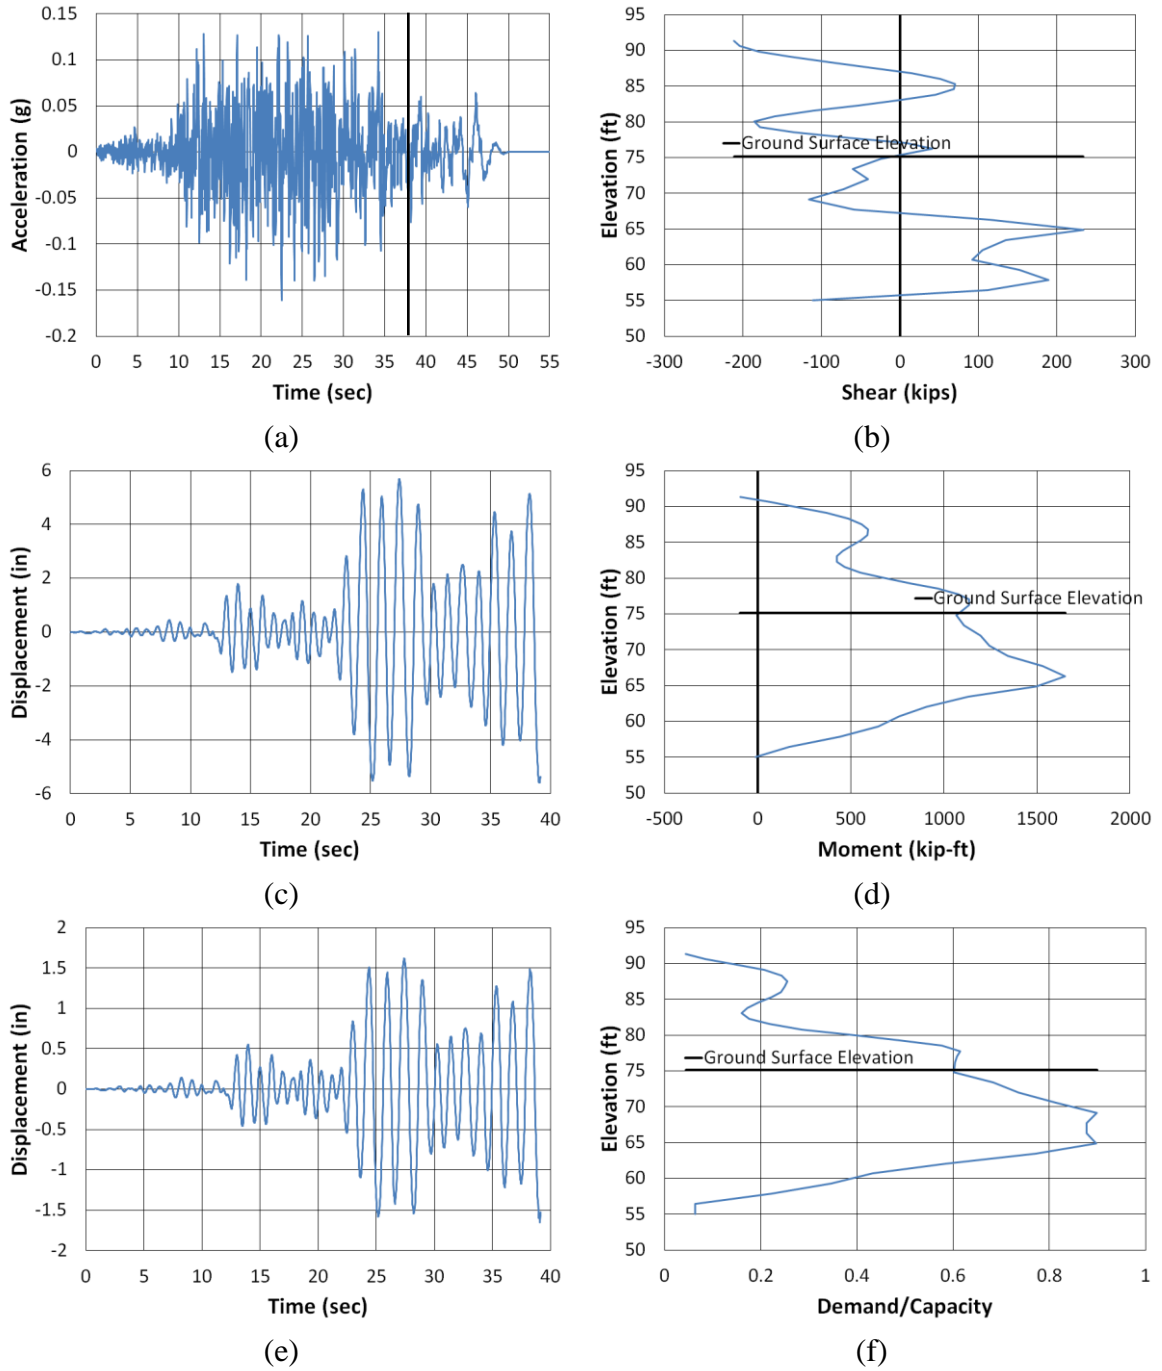 0.15
0.1
0.05
0
-0.05
-0.1
-0.15
-0.2
Acceleration (g)
0 5 10 15 20 25 30 35 40 45 50 55
Time (sec)
(a)
95
90
85
80
75
70
65
60
55
50
Elevation (ft)
Ground Surface Elevation
-300 -200 -100 0 100 200 300
Shear (kips)
(b)
6
4
2
0
-2
-4
-6
Displacement (in)
0 5 10 15 20 25 30 35 40
Time (sec)
(c)
95
90
85
80
75
70
65
60
55
50
Elevation (ft)
Ground Surface Elevation
-500 0 500 1000 1500 2000
Moment (kip-ft)
(d)
2
1.5
1
0.5
0
-0.5
-1
-1.5
-2
Displacement (in)
0 5 10 15 20 25 30 35 40
Time (sec)
(e)
95
90
85
80
75
70
65
60
55
50
Elevation (ft)
Ground Surface Elevation
0 0.2 0.4 0.6 0.8 1
Demand/Capacity
(f)